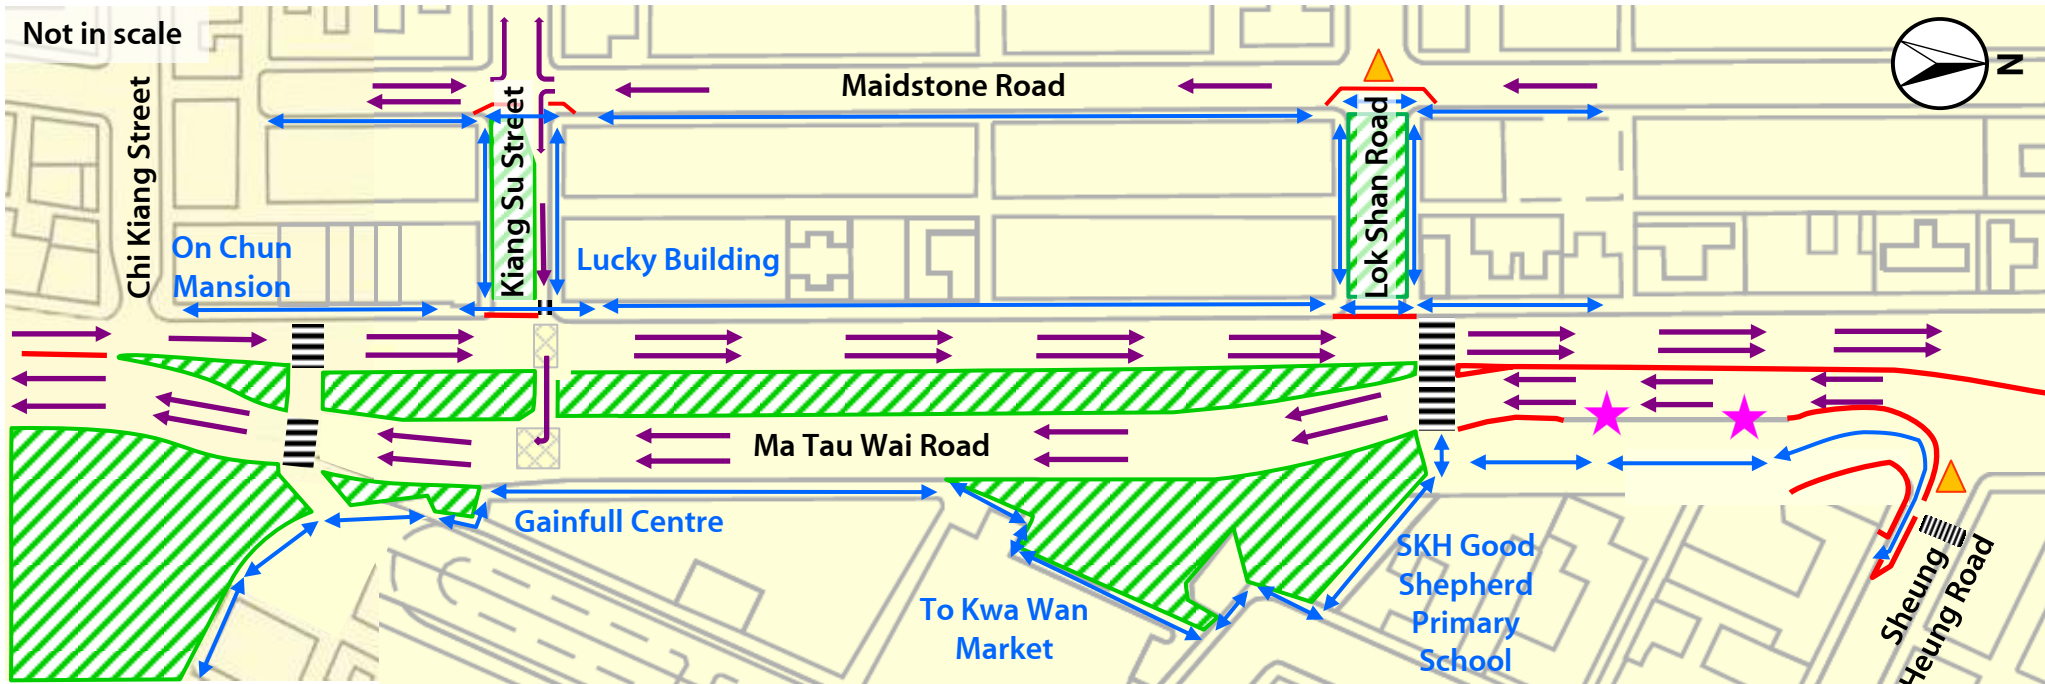 Not in scale
N
Maidstone Road
Chi Kiang Street
Kiang Su Street
Lok Shan Road
On Chun
Mansion
Lucky Building
Ma Tau Wai Road
Gainfull Centre
To Kwa Wan
Market
SKH Good
Shepherd
Primary
School
Sheung
Heung Road